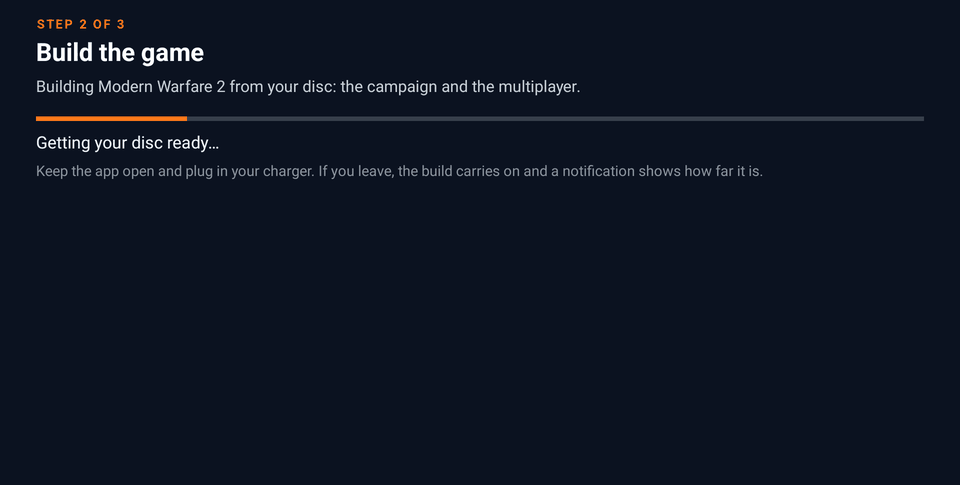 STEP 2 OF 3
Build the game
Building Modern Warfare 2 from your disc: the campaign and the multiplayer.
Getting your disc ready…
Keep the app open and plug in your charger. If you leave, the build carries on and a notification shows how far it is.